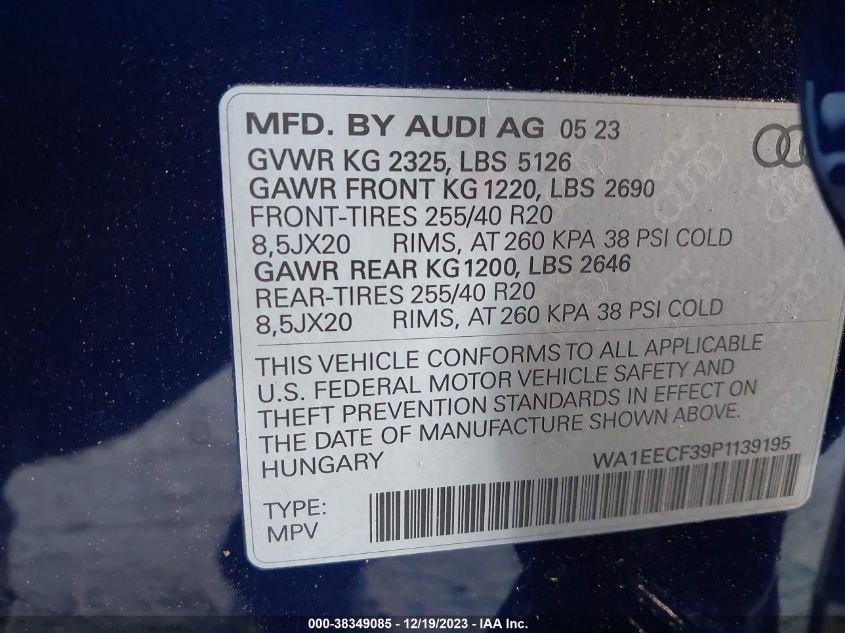 MFD. BY AUDI AG 05 23
GVWR KG 2325, LBS 5126
GAWR FRONT KG 1220, LBS 2690
FRONT-TIRES 255/40 R20
8,5JX20 RIMS, AT 260 KPA 38 PSI COLD
GAWR REAR KG 1200, LBS 2646
REAR-TIRES 255/40 R20
8,5JX20 RIMS, AT 260 KPA 38 PSI COLD
THIS VEHICLE CONFORMS TO ALL APPLICABLE
U.S. FEDERAL MOTOR VEHICLE SAFETY AND
THEFT PREVENTION STANDARDS IN EFFECT ON
THE DATE OF MANUFACTURE SHOWN ABOVE.
HUNGARY
WA1EECF39P1139195
TYPE:
MPV
000-38349085 - 12/19/2023 - IAA Inc.